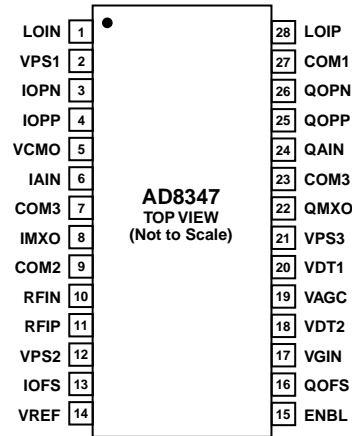 LOIN 1 28 LOIP
VPS1 2 27 COM1
IOPN 3 26 QOPN
IOPP 4 25 QOPP
VCMO 5 24 QAIN
IAIN 6 23 COM3
COM3 7 22 QMXO
IMXO 8 21 VPS3
COM2 9 20 VDT1
RFIN 10 19 VAGC
RFIP 11 18 VDT2
VPS2 12 17 VGIN
IOFS 13 16 QOFS
VREF 14 15 ENBL
AD8347
TOP VIEW
(Not to Scale)